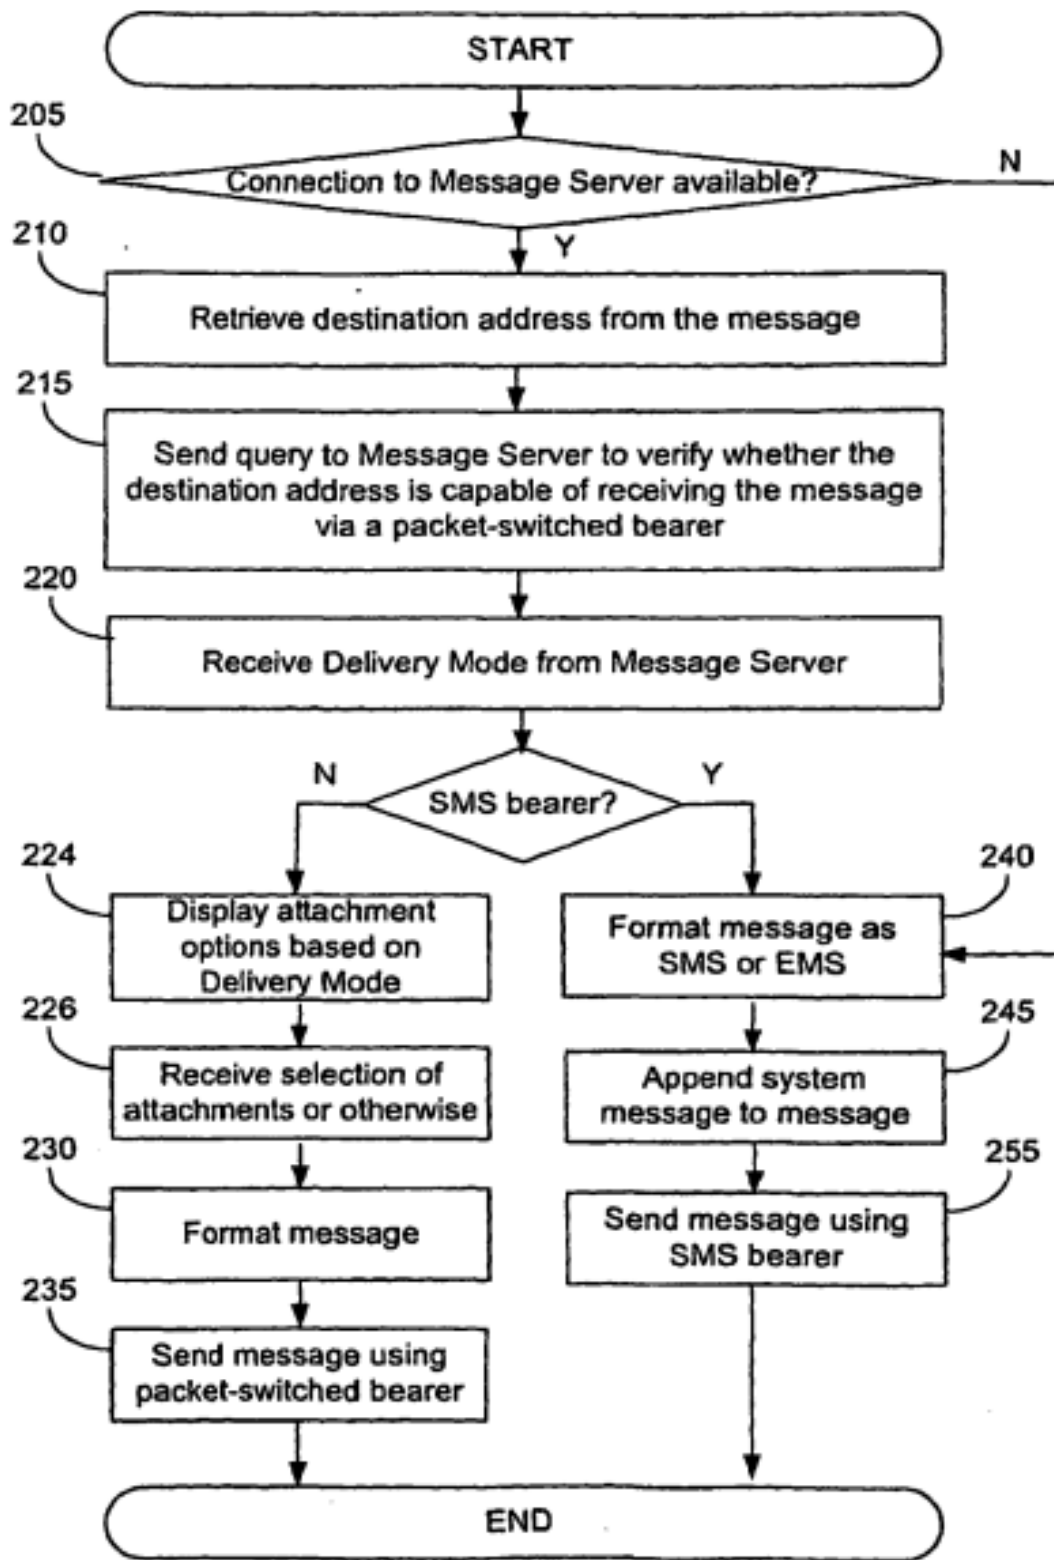 START
205
Connection to Message Server available?
N
Y
210
Retrieve destination address from the message
215
Send query to Message Server to verify whether the
destination address is capable of receiving the message
via a packet-switched bearer
220
Receive Delivery Mode from Message Server
N
SMS bearer?
Y
224
Display attachment
options based on
Delivery Mode
226
Receive selection of
attachments or otherwise
230
Format message
235
Send message using
packet-switched bearer
240
Format message as
SMS or EMS
245
Append system
message to message
255
Send message using
SMS bearer
END